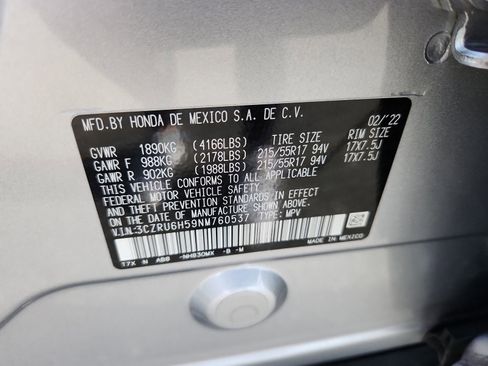 MFD.BY HONDA DE MEXICO S.A. DE C.V. 02/'22
GVWR 1890KG (4166LBS) TIRE SIZE RIM SIZE
GAWR F 988KG (2178LBS) 215/55R17 94V 17X7.5J
GAWR R 902KG (1988LBS) 215/55R17 94V 17X7.5J
THIS VEHICLE CONFORMS TO ALL APPLICABLE
FEDERAL MOTOR VEHICLE SAFETY AND
THEFT PREVENTION STANDARDS IN EFFECT ON
THE DATE OF MANUFACTURE SHOWN ABOVE.
V.I.N:3CZRU6H59NM760537 TYPE: MPV
T7X N AB6 -NH830MX -B -M
MADE IN MEXICO